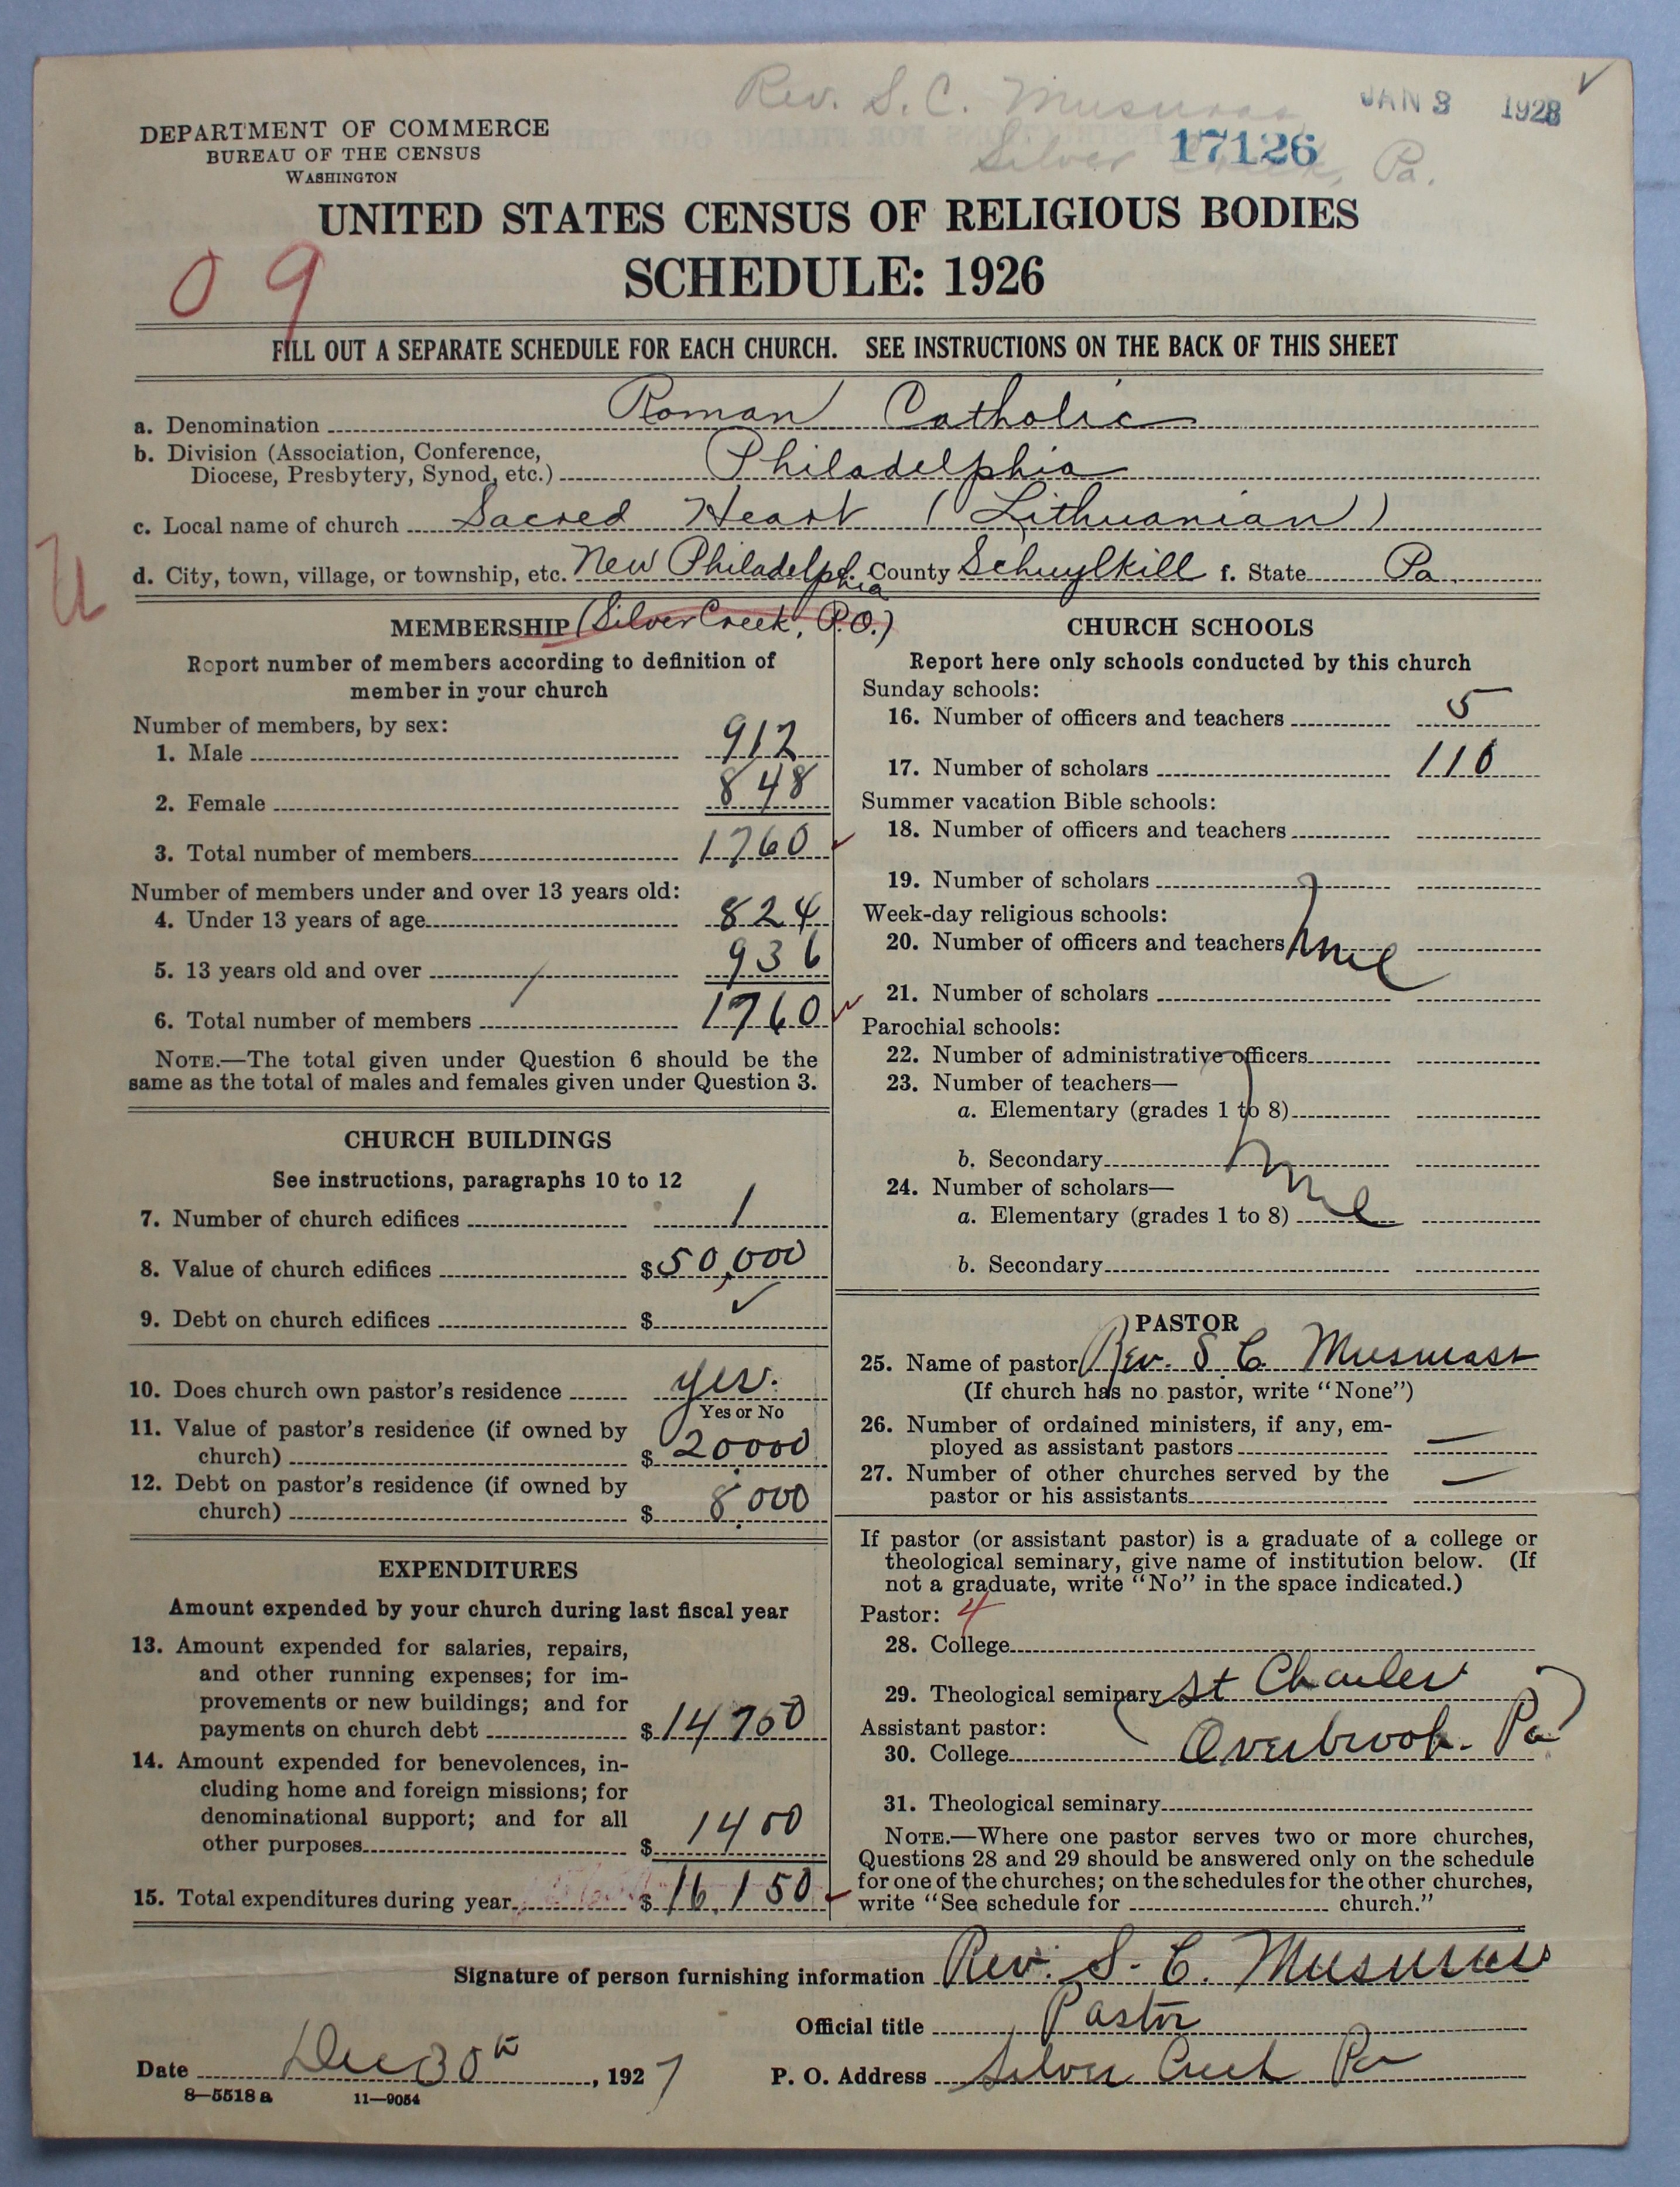 Rev. S. C. Musuras
JAN 3 1928
Silver Creek, Pa.
17126
DEPARTMENT OF COMMERCE
BUREAU OF THE CENSUS
WASHINGTON
UNITED STATES CENSUS OF RELIGIOUS BODIES
SCHEDULE: 1926
09
FILL OUT A SEPARATE SCHEDULE FOR EACH CHURCH. SEE INSTRUCTIONS ON THE BACK OF THIS SHEET
a. Denomination Roman Catholic
b. Division (Association, Conference,
Diocese, Presbytery, Synod, etc.) Philadelphia
c. Local name of church Sacred Heart (Lithuanian)
d. City, town, village, or township, etc. New Philadelphia County Schuylkill f. State Pa.
(Silver Creek, P.O.)
MEMBERSHIP
Report number of members according to definition of
member in your church
Number of members, by sex:
1. Male 912
2. Female 848
3. Total number of members 1760
Number of members under and over 13 years old:
4. Under 13 years of age 824
5. 13 years old and over 936
6. Total number of members 1760
NOTE.—The total given under Question 6 should be the
same as the total of males and females given under Question 3.
CHURCH BUILDINGS
See instructions, paragraphs 10 to 12
7. Number of church edifices 1
8. Value of church edifices $50,000
9. Debt on church edifices $
10. Does church own pastor's residence yes.
Yes or No
11. Value of pastor's residence (if owned by
church) $20000
12. Debt on pastor's residence (if owned by
church) $8,000
EXPENDITURES
Amount expended by your church during last fiscal year
13. Amount expended for salaries, repairs,
and other running expenses; for im-
provements or new buildings; and for
payments on church debt $14750
14. Amount expended for benevolences, in-
cluding home and foreign missions; for
denominational support; and for all
other purposes $1400
15. Total expenditures during year $16,150
CHURCH SCHOOLS
Report here only schools conducted by this church
Sunday schools:
16. Number of officers and teachers 5
17. Number of scholars 110
Summer vacation Bible schools:
18. Number of officers and teachers
19. Number of scholars
Week-day religious schools:
20. Number of officers and teachers
21. Number of scholars
Parochial schools:
22. Number of administrative officers
23. Number of teachers—
a. Elementary (grades 1 to 8)
b. Secondary
24. Number of scholars—
a. Elementary (grades 1 to 8)
b. Secondary
PASTOR
25. Name of pastor Rev. S. C. Musuras
(If church has no pastor, write "None")
26. Number of ordained ministers, if any, em-
ployed as assistant pastors —
27. Number of other churches served by the
pastor or his assistants —
If pastor (or assistant pastor) is a graduate of a college or
theological seminary, give name of institution below. (If
not a graduate, write "No" in the space indicated.)
Pastor: 4
28. College
29. Theological seminary St Charles
Assistant pastor:
(Overbrook. Pa)
30. College
31. Theological seminary
NOTE.—Where one pastor serves two or more churches,
Questions 28 and 29 should be answered only on the schedule
for one of the churches; on the schedules for the other churches,
write "See schedule for church."
Signature of person furnishing information Rev. S. C. Musuras
Official title Pastor
Date Dec 30th, 1927 P. O. Address Silver Creek Pa
8—5518a 11—9054